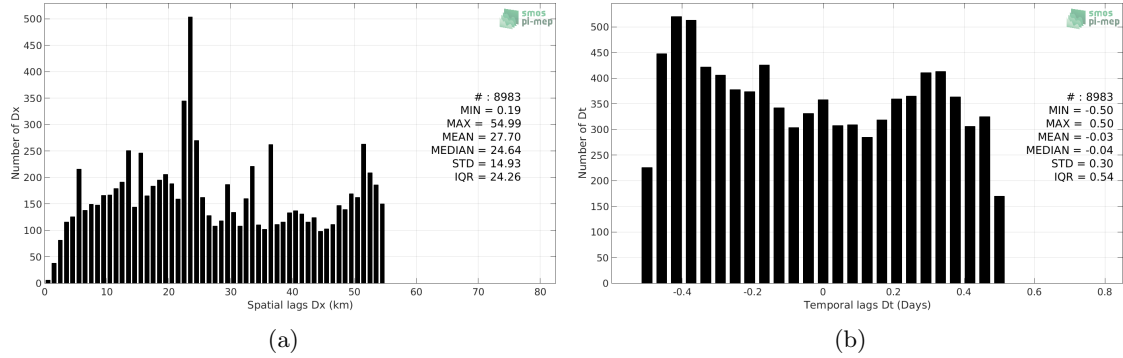 smos
pi-mep
500
450
400
350
300
250
200
150
100
50
0
Number of Dx
# : 8983
MIN = 0.19
MAX = 54.99
MEAN = 27.70
MEDIAN = 24.64
STD = 14.93
IQR = 24.26
0 10 20 30 40 50 60 70 80
Spatial lags Dx (km)
(a)
smos
pi-mep
500
450
400
350
300
250
200
150
100
50
0
Number of Dt
# : 8983
MIN = -0.50
MAX = 0.50
MEAN = -0.03
MEDIAN = -0.04
STD = 0.30
IQR = 0.54
-0.4 -0.2 0 0.2 0.4 0.6 0.8
Temporal lags Dt (Days)
(b)